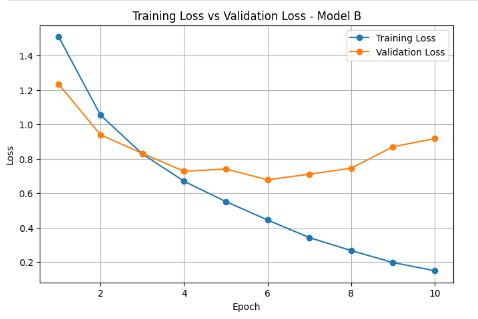 Training Loss vs Validation Loss - Model B
Training Loss
Validation Loss
1.4
1.2
1.0
0.8
0.6
0.4
0.2
Loss
2 4 6 8 10
Epoch